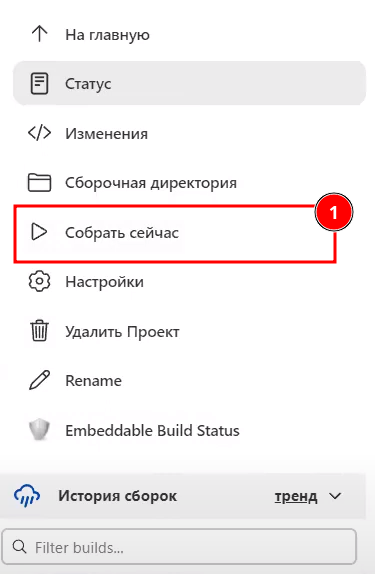 На главную
Статус
Изменения
Сборочная директория
1
Собрать сейчас
Настройки
Удалить Проект
Rename
Embeddable Build Status
История сборок тренд
Filter builds...